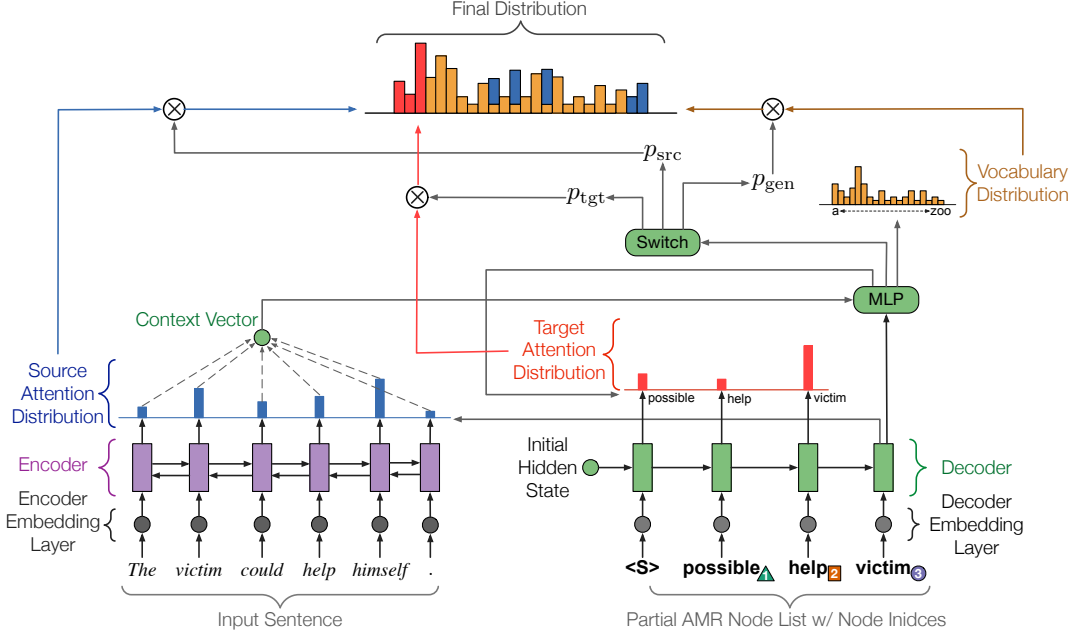 Final Distribution
p_src
p_tgt
p_gen
Vocabulary
Distribution
a
zoo
Switch
MLP
Context Vector
Target
Attention
Distribution
possible
help
victim
Source
Attention
Distribution
Encoder
Initial
Hidden
State
Decoder
Encoder
Embedding
Layer
Decoder
Embedding
Layer
The victim could help himself .
<S> possible 1 help 2 victim 3
Input Sentence
Partial AMR Node List w/ Node Inidces